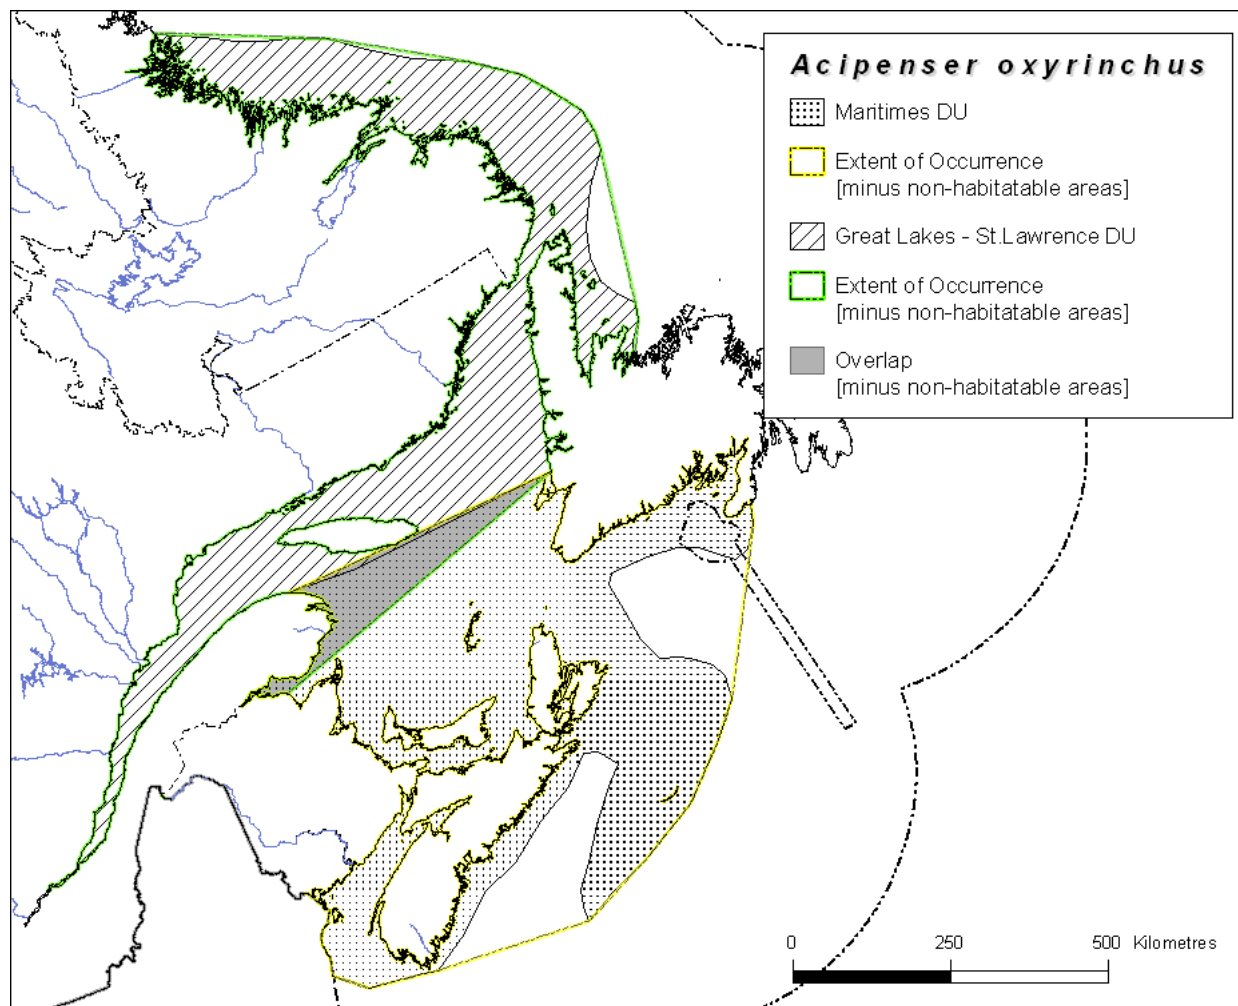 Acipenser oxyrinchus
Maritimes DU
Extent of Occurrence
[minus non-habitatable areas]
Great Lakes - St.Lawrence DU
Extent of Occurrence
[minus non-habitatable areas]
Overlap
[minus non-habitatable areas]
0 250 500 Kilometres